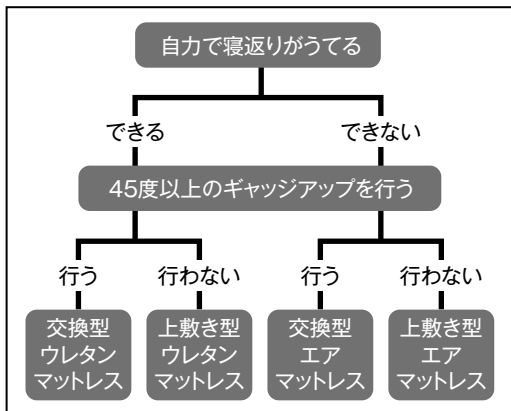 自力で寝返りがうてる
できる
できない
45度以上のギャッジアップを行う
行う
行わない
行う
行わない
交換型
ウレタン
マットレス
上敷き型
ウレタン
マットレス
交換型
エア
マットレス
上敷き型
エア
マットレス